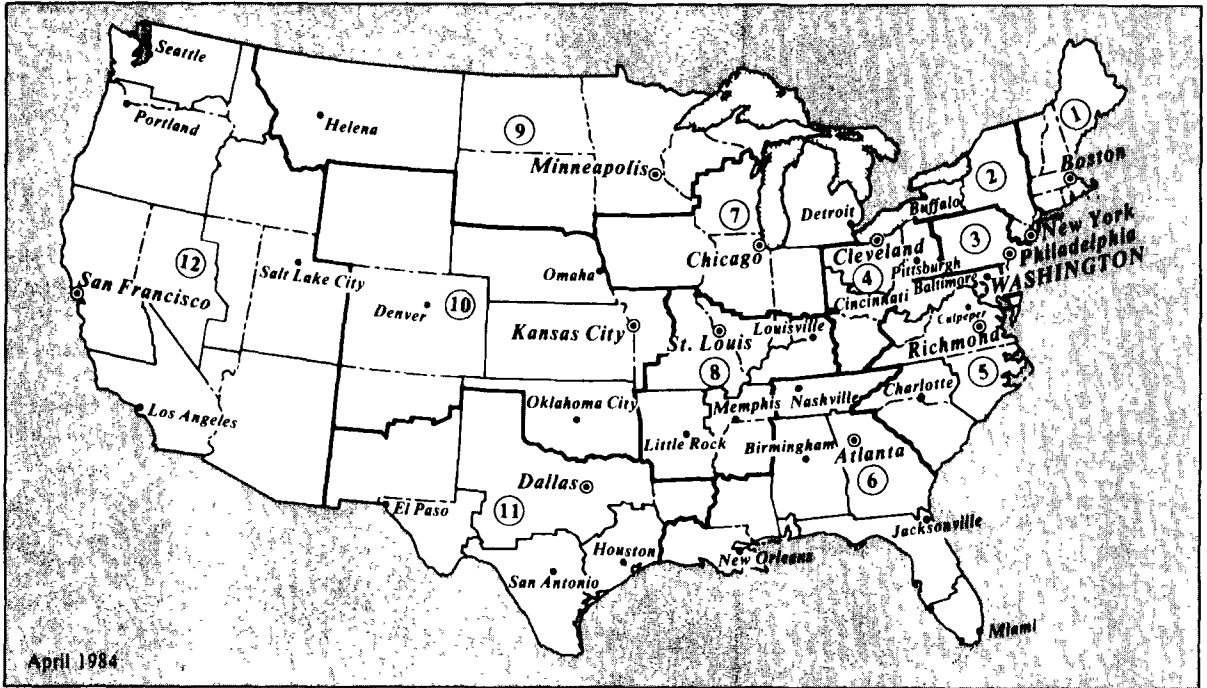 Seattle
Portland
Helena
9
1
Minneapolis
Boston
2
7
Detroit
Buffalo
New York
3
Philadelphia
Cleveland
Chicago
Pittsburgh
WASHINGTON
4
Cincinnati
Baltimore
12
Salt Lake City
Omaha
San Francisco
Denver
10
Culpeper
Kansas City
St. Louis
Louisville
Richmond
8
5
Charlotte
Los Angeles
Oklahoma City
Memphis
Nashville
Little Rock
Birmingham
Atlanta
6
Dallas
11
El Paso
Jacksonville
Houston
New Orleans
San Antonio
Miami
April 1984